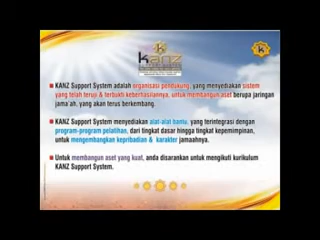 KANZ
KANZ Support System adalah organisasi pendukung, yang menyediakan sistem
yang telah teruji & terbukti keberhasilannya, untuk membangun aset berupa jaringan
jama'ah, yang akan terus berkembang.
KANZ Support System menyediakan alat-alat bantu, yang terintegrasi dengan
program-program pelatihan, dari tingkat dasar hingga tingkat kepemimpinan,
untuk mengembangkan kepribadian & karakter jamaahnya.
Untuk membangun aset yang kuat, anda disarankan untuk mengikuti kurikulum
KANZ Support System.